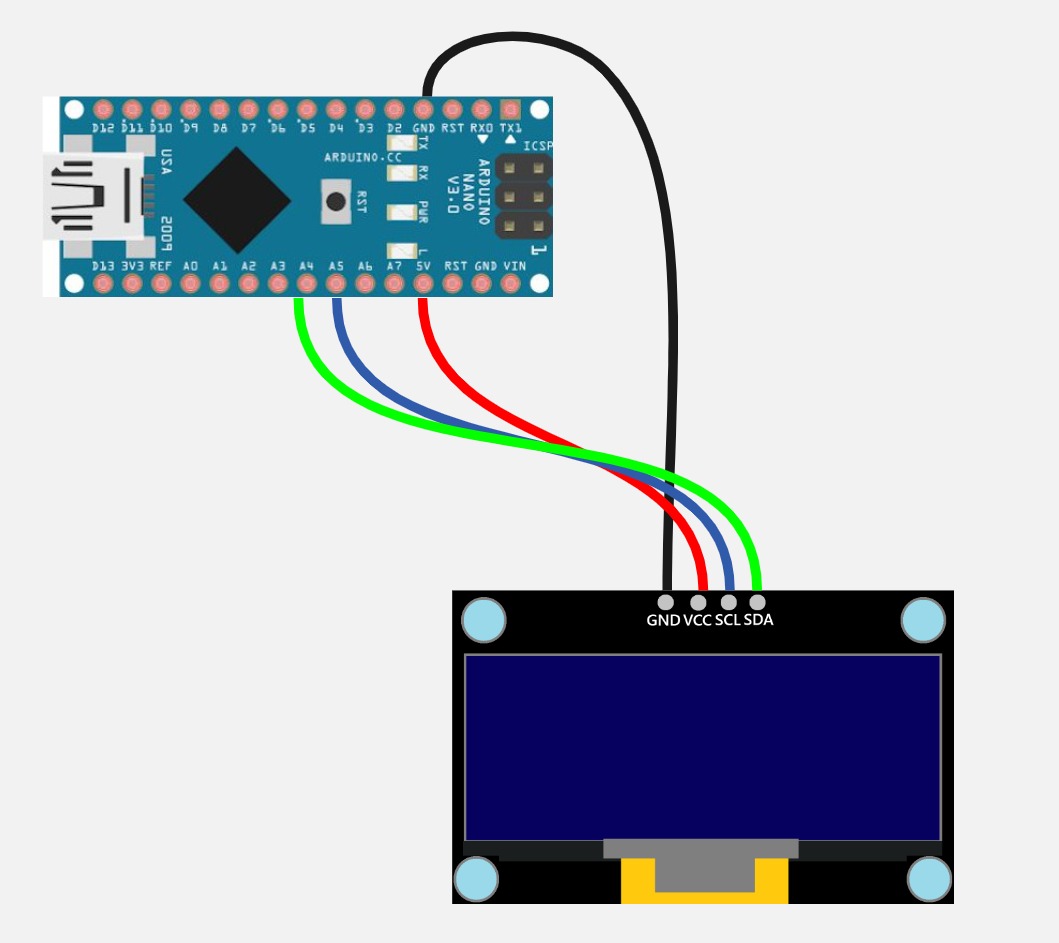 D12 D11 D10 D9 D8 D7 D6 D5 D4 D3 D2 GND RST RX0 TX1
ICSP
ARDUINO.CC
TX
RX
PWR
L
USA
2009
RST
ARDUINO
NANO
V3.0
1
D13 3V3 REF A0 A1 A2 A3 A4 A5 A6 A7 5V RST GND VIN
GND VCC SCL SDA